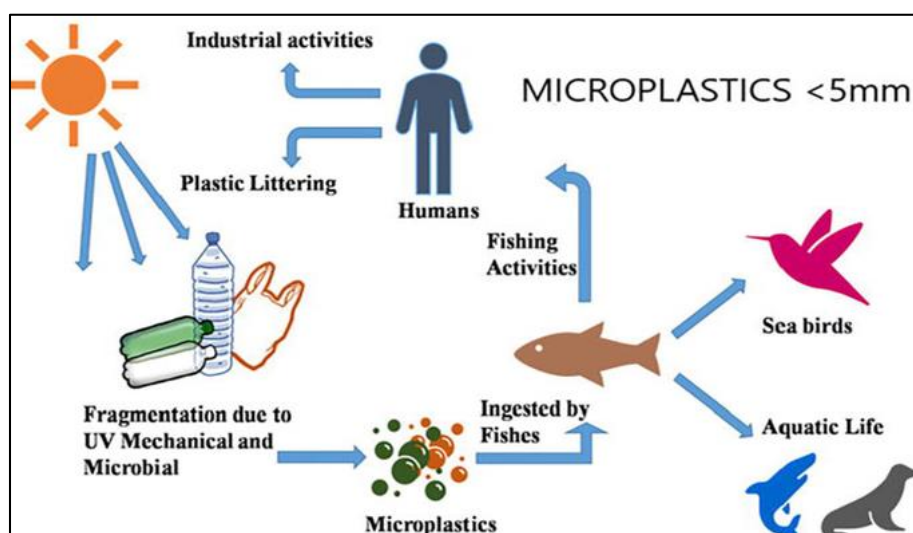 Industrial activities
MICROPLASTICS <5mm
Plastic Littering
Humans
Fishing
Activities
Sea birds
Fragmentation due to
UV Mechanical and
Microbial
Ingested by
Fishes
Aquatic Life
Microplastics